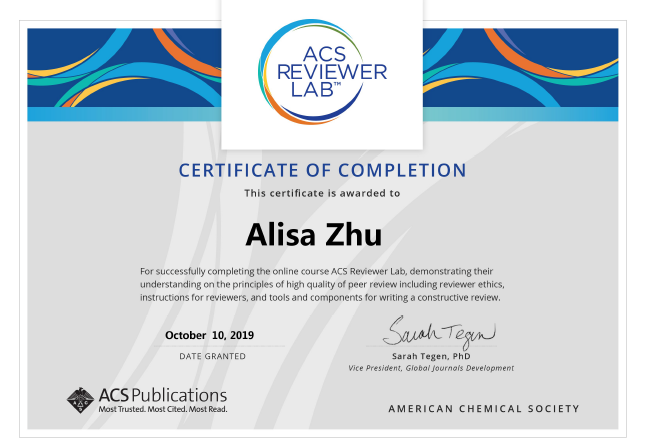 ACS
REVIEWER
LAB™
CERTIFICATE OF COMPLETION
This certificate is awarded to
Alisa Zhu
For successfully completing the online course ACS Reviewer Lab, demonstrating their
understanding on the principles of high quality of peer review including reviewer ethics,
instructions for reviewers, and tools and components for writing a constructive review.
October 10, 2019
DATE GRANTED
Sarah Tegen
Sarah Tegen, PhD
Vice President, Global Journals Development
ACS Publications
Most Trusted. Most Cited. Most Read.
AMERICAN CHEMICAL SOCIETY